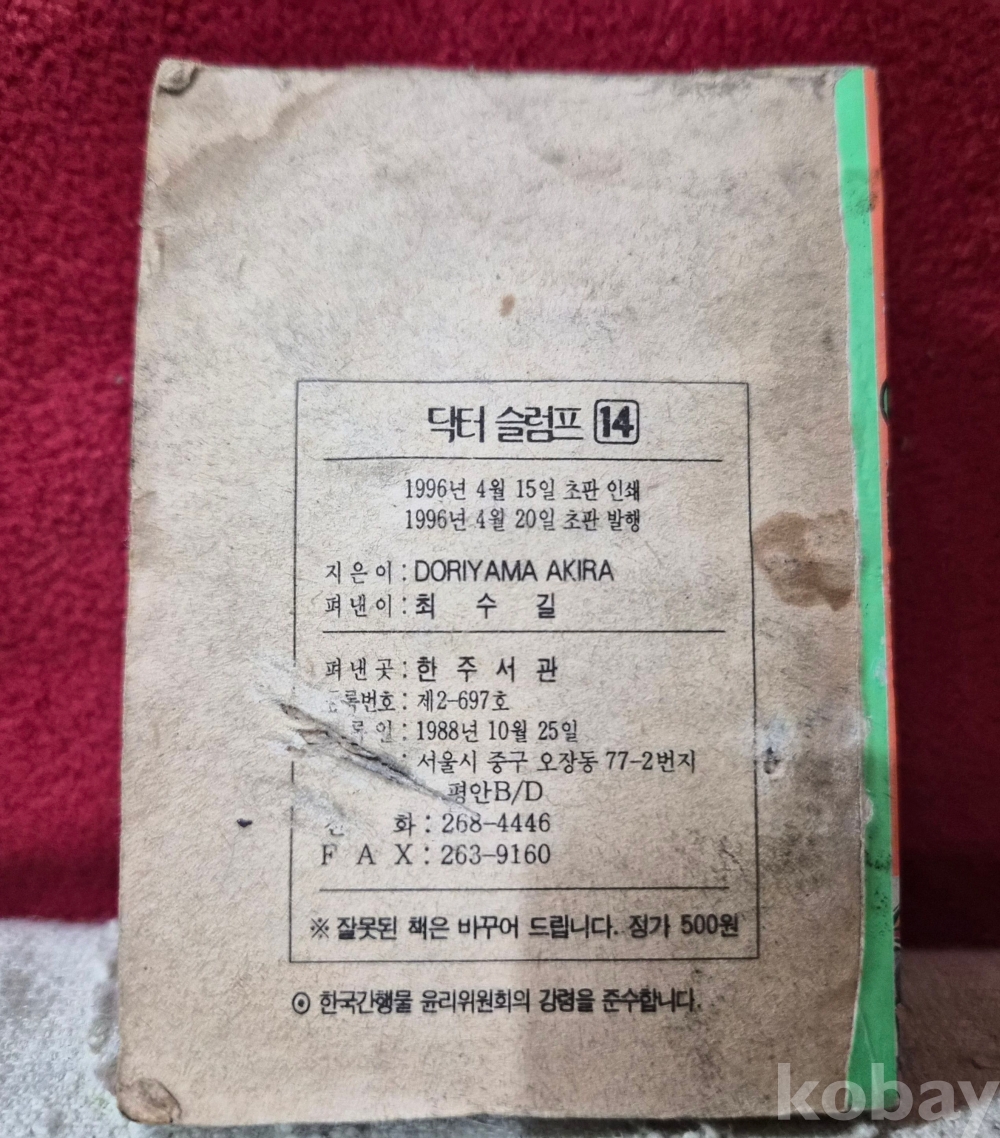 닥터 슬럼프 14
1996년 4월 15일 초판 인쇄
1996년 4월 20일 초판 발행
지은이 : DORIYAMA AKIRA
펴낸이 : 최 수 길
펴낸곳 : 한 주 서 관
록번호 : 제2-697호
일 : 1988년 10월 25일
: 서울시 중구 오장동 77-2번지
평안B/D
화 : 268-4446
F A X : 263-9160
※ 잘못된 책은 바꾸어 드립니다. 정가 500원
⊙ 한국간행물 윤리위원회의 강령을 준수합니다.
kobay